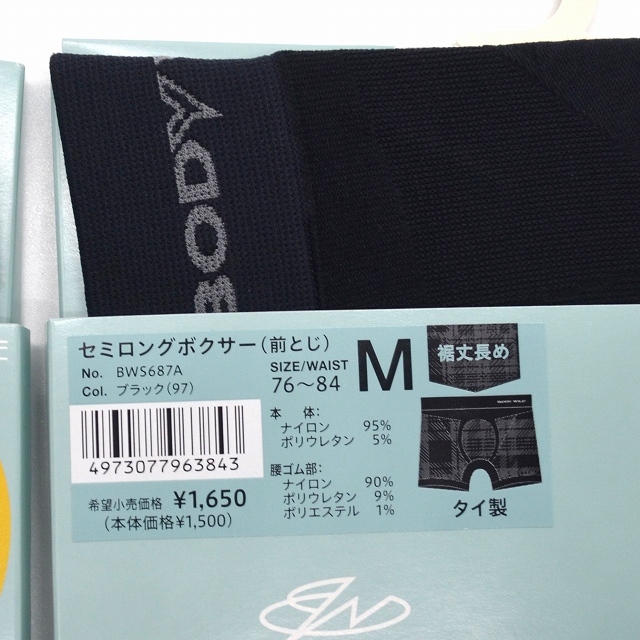 BODY
セミロングボクサー(前とじ)
No. BWS687A
Col. ブラック(97)
SIZE/WAIST
76～84
M
裾丈長め
本 体:
ナイロン 95%
ポリウレタン 5%
腰ゴム部:
ナイロン 90%
ポリウレタン 9%
ポリエステル 1%
4973077963843
希望小売価格 ¥1,650
(本体価格¥1,500)
BODY WILD
タイ製